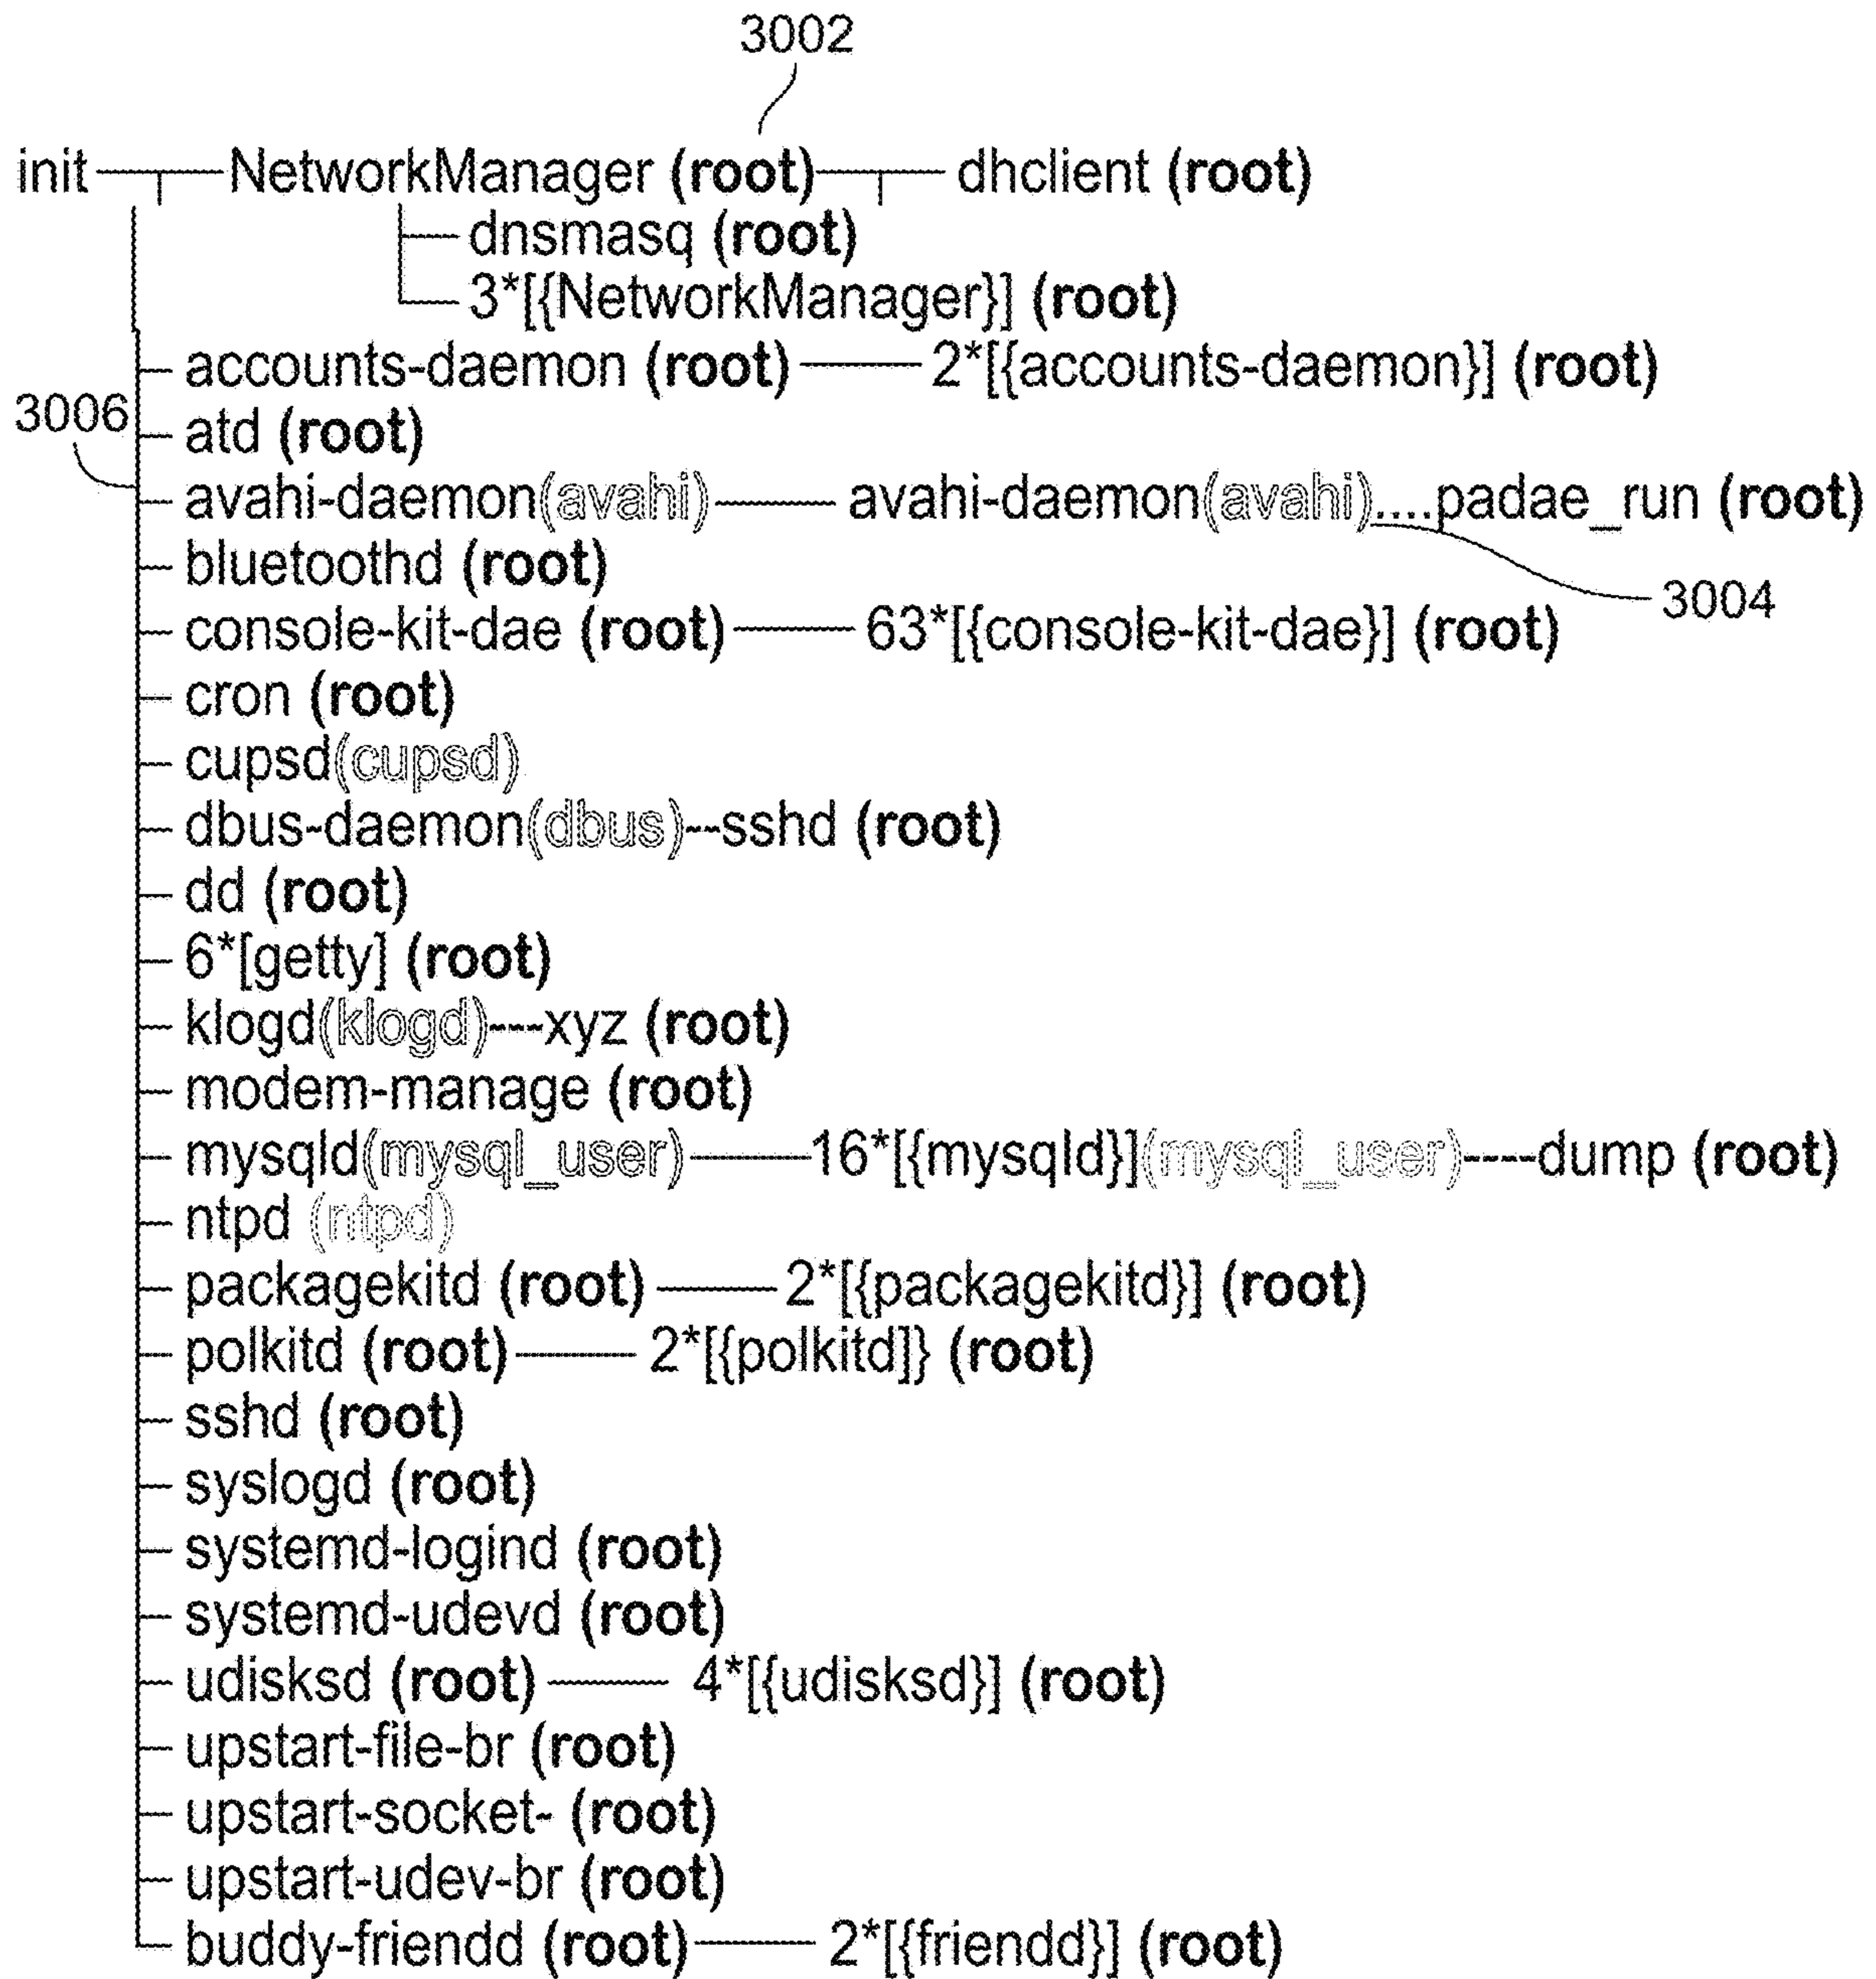 3002
init NetworkManager (root) dhclient (root)
dnsmasq (root)
3*[{NetworkManager}] (root)
accounts-daemon (root) 2*[{accounts-daemon}] (root)
3006
atd (root)
avahi-daemon(avahi) avahi-daemon(avahi)....padae_run (root)
bluetoothd (root)
3004
console-kit-dae (root) 63*[{console-kit-dae}] (root)
cron (root)
cupsd(cupsd)
dbus-daemon(dbus)--sshd (root)
dd (root)
6*[getty] (root)
klogd(klogd)---xyz (root)
modem-manage (root)
mysqld(mysql_user) 16*[{mysqld}](mysql_user)----dump (root)
ntpd (ntpd)
packagekitd (root) 2*[{packagekitd}] (root)
polkitd (root) 2*[{polkitd]} (root)
sshd (root)
syslogd (root)
systemd-logind (root)
systemd-udevd (root)
udisksd (root) 4*[{udisksd}] (root)
upstart-file-br (root)
upstart-socket- (root)
upstart-udev-br (root)
buddy-friendd (root) 2*[{friendd}] (root)